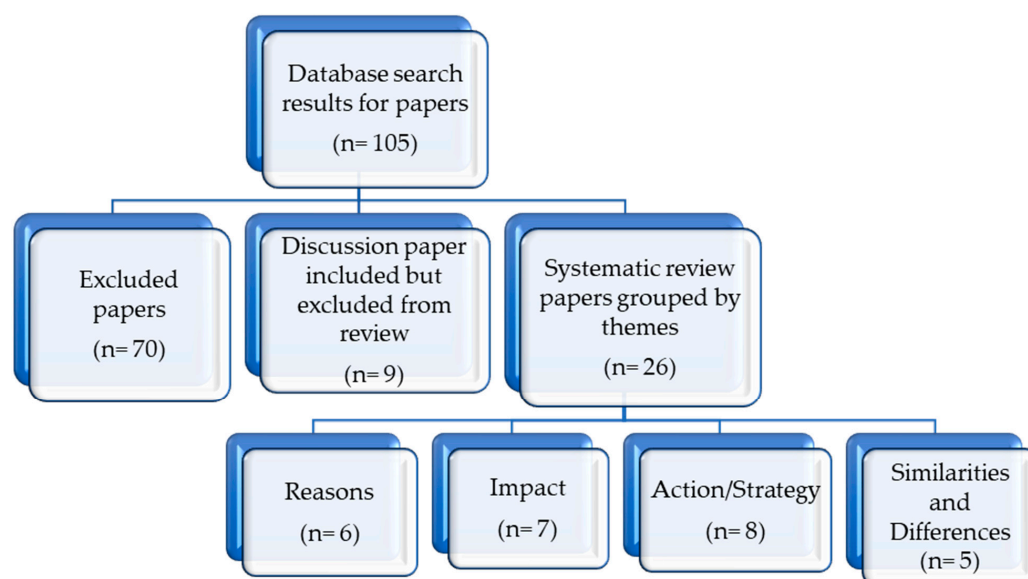 Database search
results for papers
(n= 105)
Excluded
papers
(n= 70)
Discussion paper
included but
excluded from
review
(n= 9)
Systematic review
papers grouped by
themes
(n= 26)
Reasons
(n= 6)
Impact
(n= 7)
Action/Strategy
(n= 8)
Similarities
and
Differences
(n= 5)